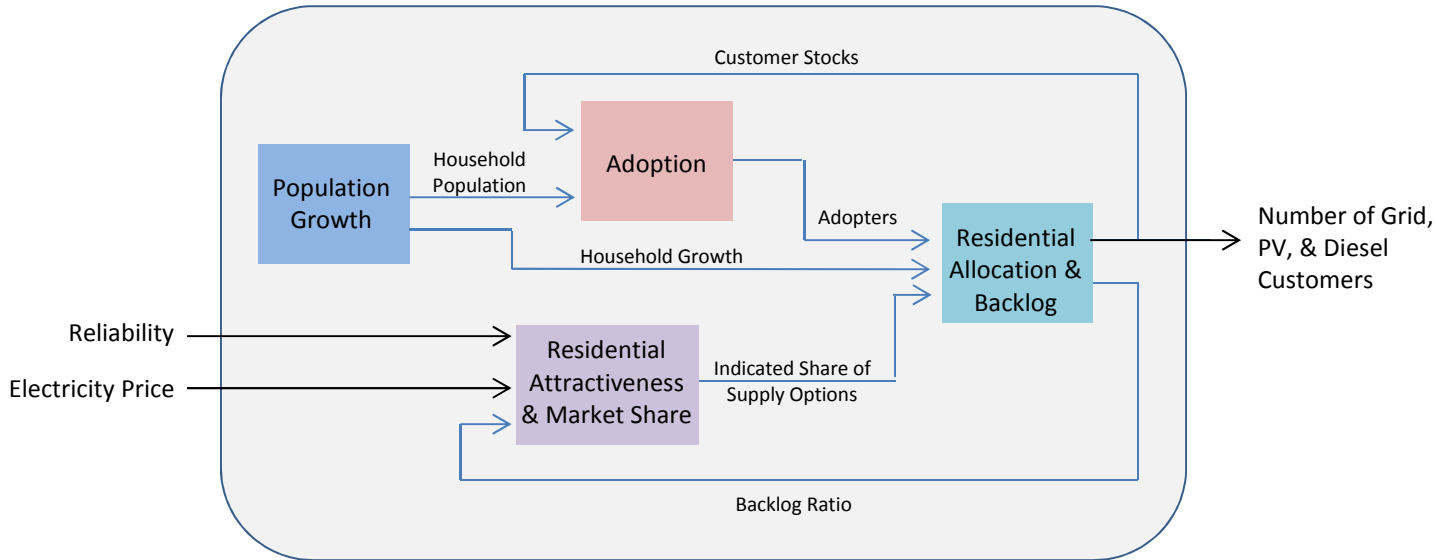 Customer Stocks
Household
Population
Adoption
Population
Growth
Adopters
Household Growth
Residential
Allocation &
Backlog
Number of Grid,
PV, & Diesel
Customers
Reliability
Electricity Price
Residential
Attractiveness
& Market Share
Indicated Share of
Supply Options
Backlog Ratio